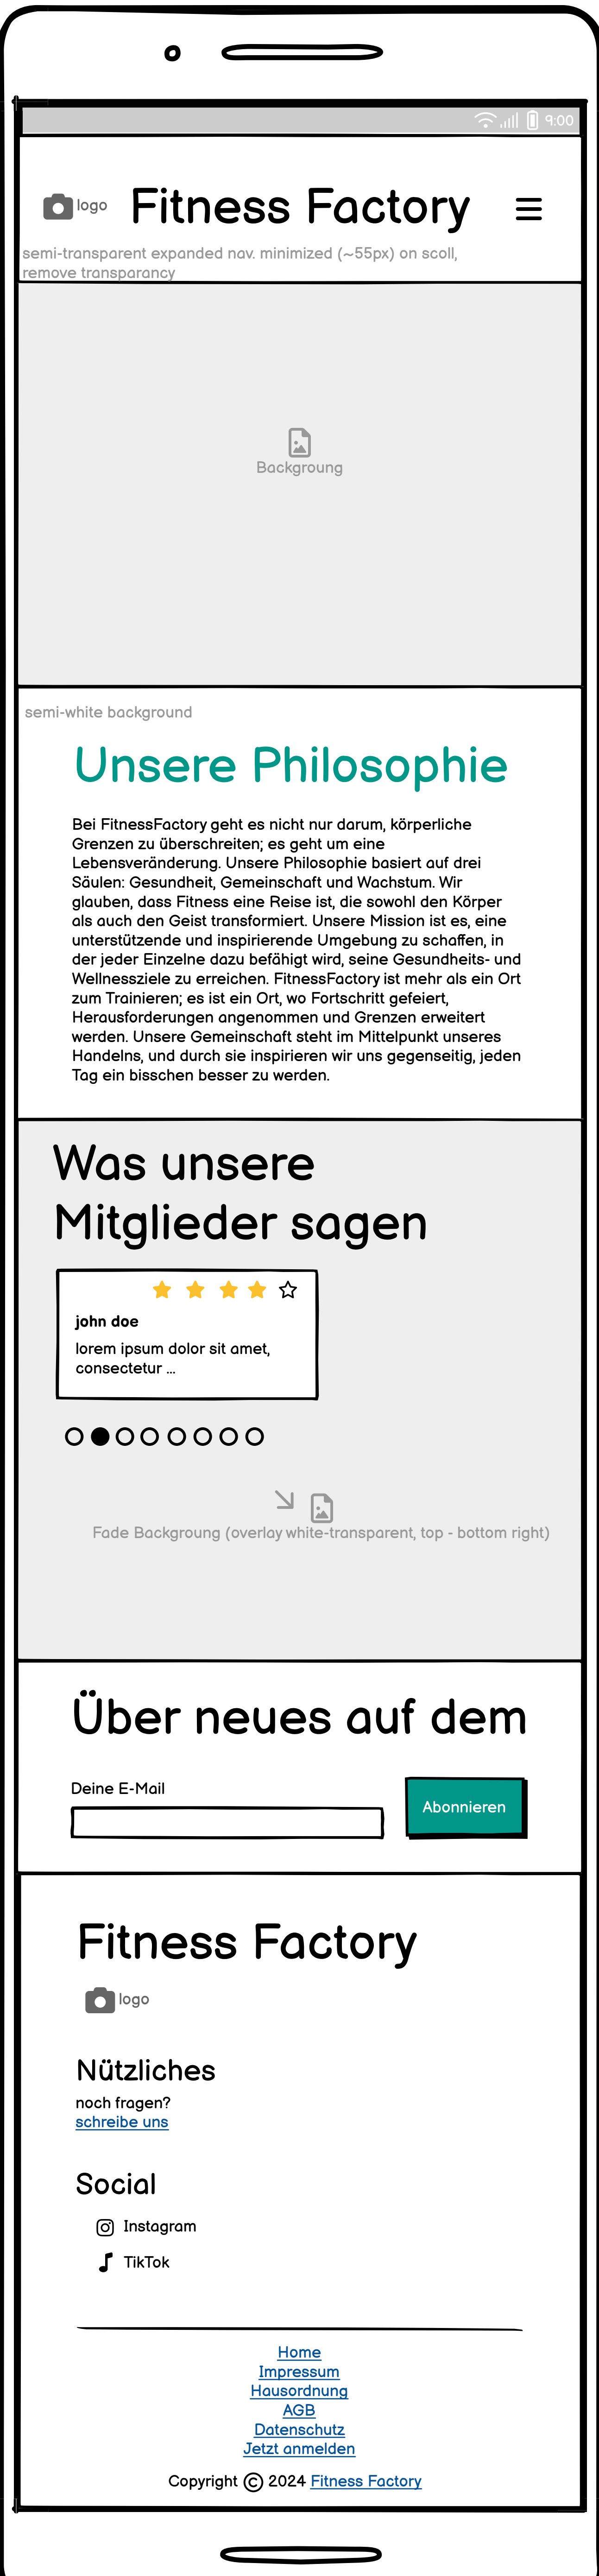 9:00
logo
Fitness Factory
semi-transparent expanded nav. minimized (~55px) on scoll,
remove transparancy
Backgroung
semi-white background
Unsere Philosophie
Bei FitnessFactory geht es nicht nur darum, körperliche
Grenzen zu überschreiten; es geht um eine
Lebensveränderung. Unsere Philosophie basiert auf drei
Säulen: Gesundheit, Gemeinschaft und Wachstum. Wir
glauben, dass Fitness eine Reise ist, die sowohl den Körper
als auch den Geist transformiert. Unsere Mission ist es, eine
unterstützende und inspirierende Umgebung zu schaffen, in
der jeder Einzelne dazu befähigt wird, seine Gesundheits- und
Wellnessziele zu erreichen. FitnessFactory ist mehr als ein Ort
zum Trainieren; es ist ein Ort, wo Fortschritt gefeiert,
Herausforderungen angenommen und Grenzen erweitert
werden. Unsere Gemeinschaft steht im Mittelpunkt unseres
Handelns, und durch sie inspirieren wir uns gegenseitig, jeden
Tag ein bisschen besser zu werden.
Was unsere
Mitglieder sagen
john doe
lorem ipsum dolor sit amet,
consectetur ...
Fade Backgroung (overlay white-transparent, top - bottom right)
Über neues auf dem
Deine E-Mail
Abonnieren
Fitness Factory
logo
Nützliches
noch fragen?
schreibe uns
Social
Instagram
TikTok
Home
Impressum
Hausordnung
AGB
Datenschutz
Jetzt anmelden
Copyright © 2024 Fitness Factory